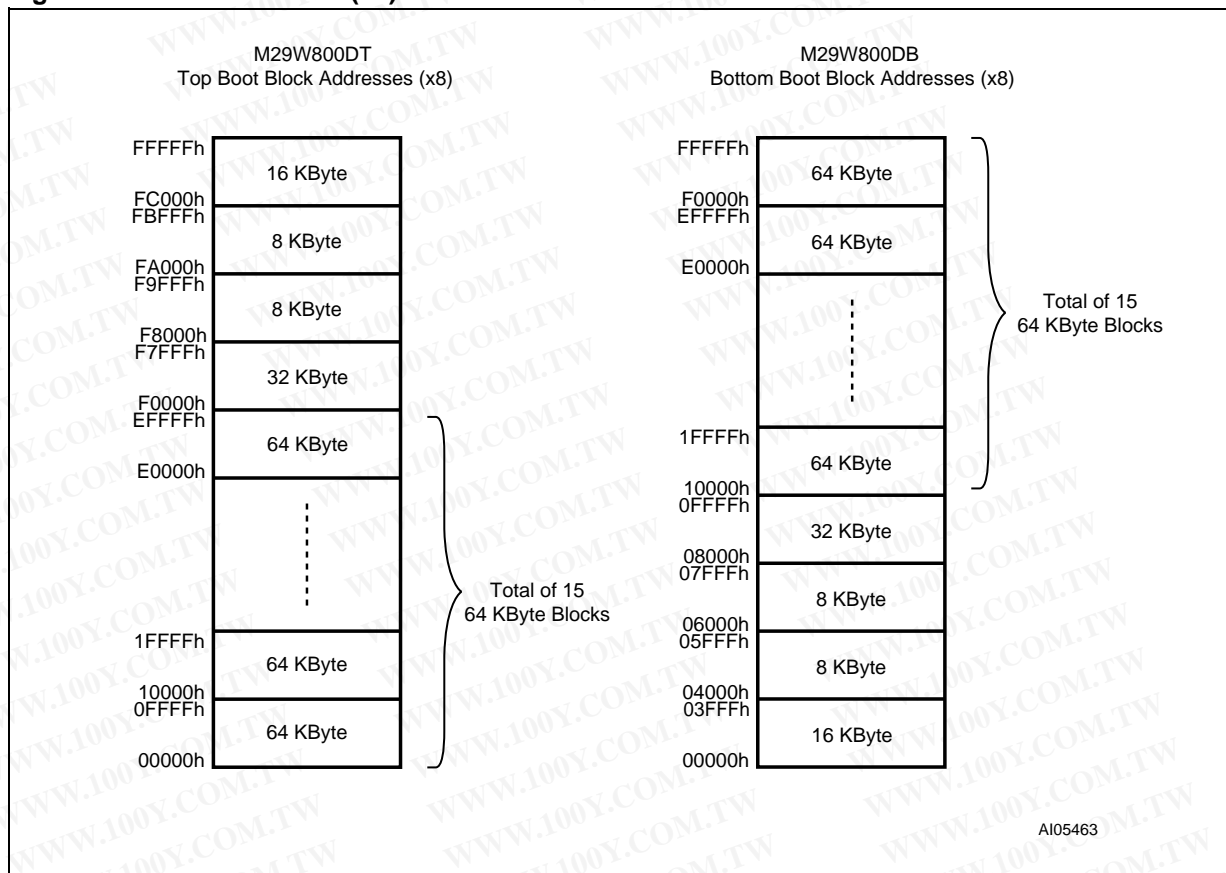 M29W800DT
Top Boot Block Addresses (x8)
FFFFFh
16 KByte
FC000h
FBFFFh
8 KByte
FA000h
F9FFFh
8 KByte
F8000h
F7FFFh
32 KByte
F0000h
EFFFFh
64 KByte
E0000h
Total of 15
64 KByte Blocks
1FFFFh
64 KByte
10000h
0FFFFh
64 KByte
00000h
M29W800DB
Bottom Boot Block Addresses (x8)
FFFFFh
64 KByte
F0000h
EFFFFh
64 KByte
E0000h
Total of 15
64 KByte Blocks
1FFFFh
64 KByte
10000h
0FFFFh
32 KByte
08000h
07FFFh
8 KByte
06000h
05FFFh
8 KByte
04000h
03FFFh
16 KByte
00000h
AI05463
WWW.100Y.COM.TW